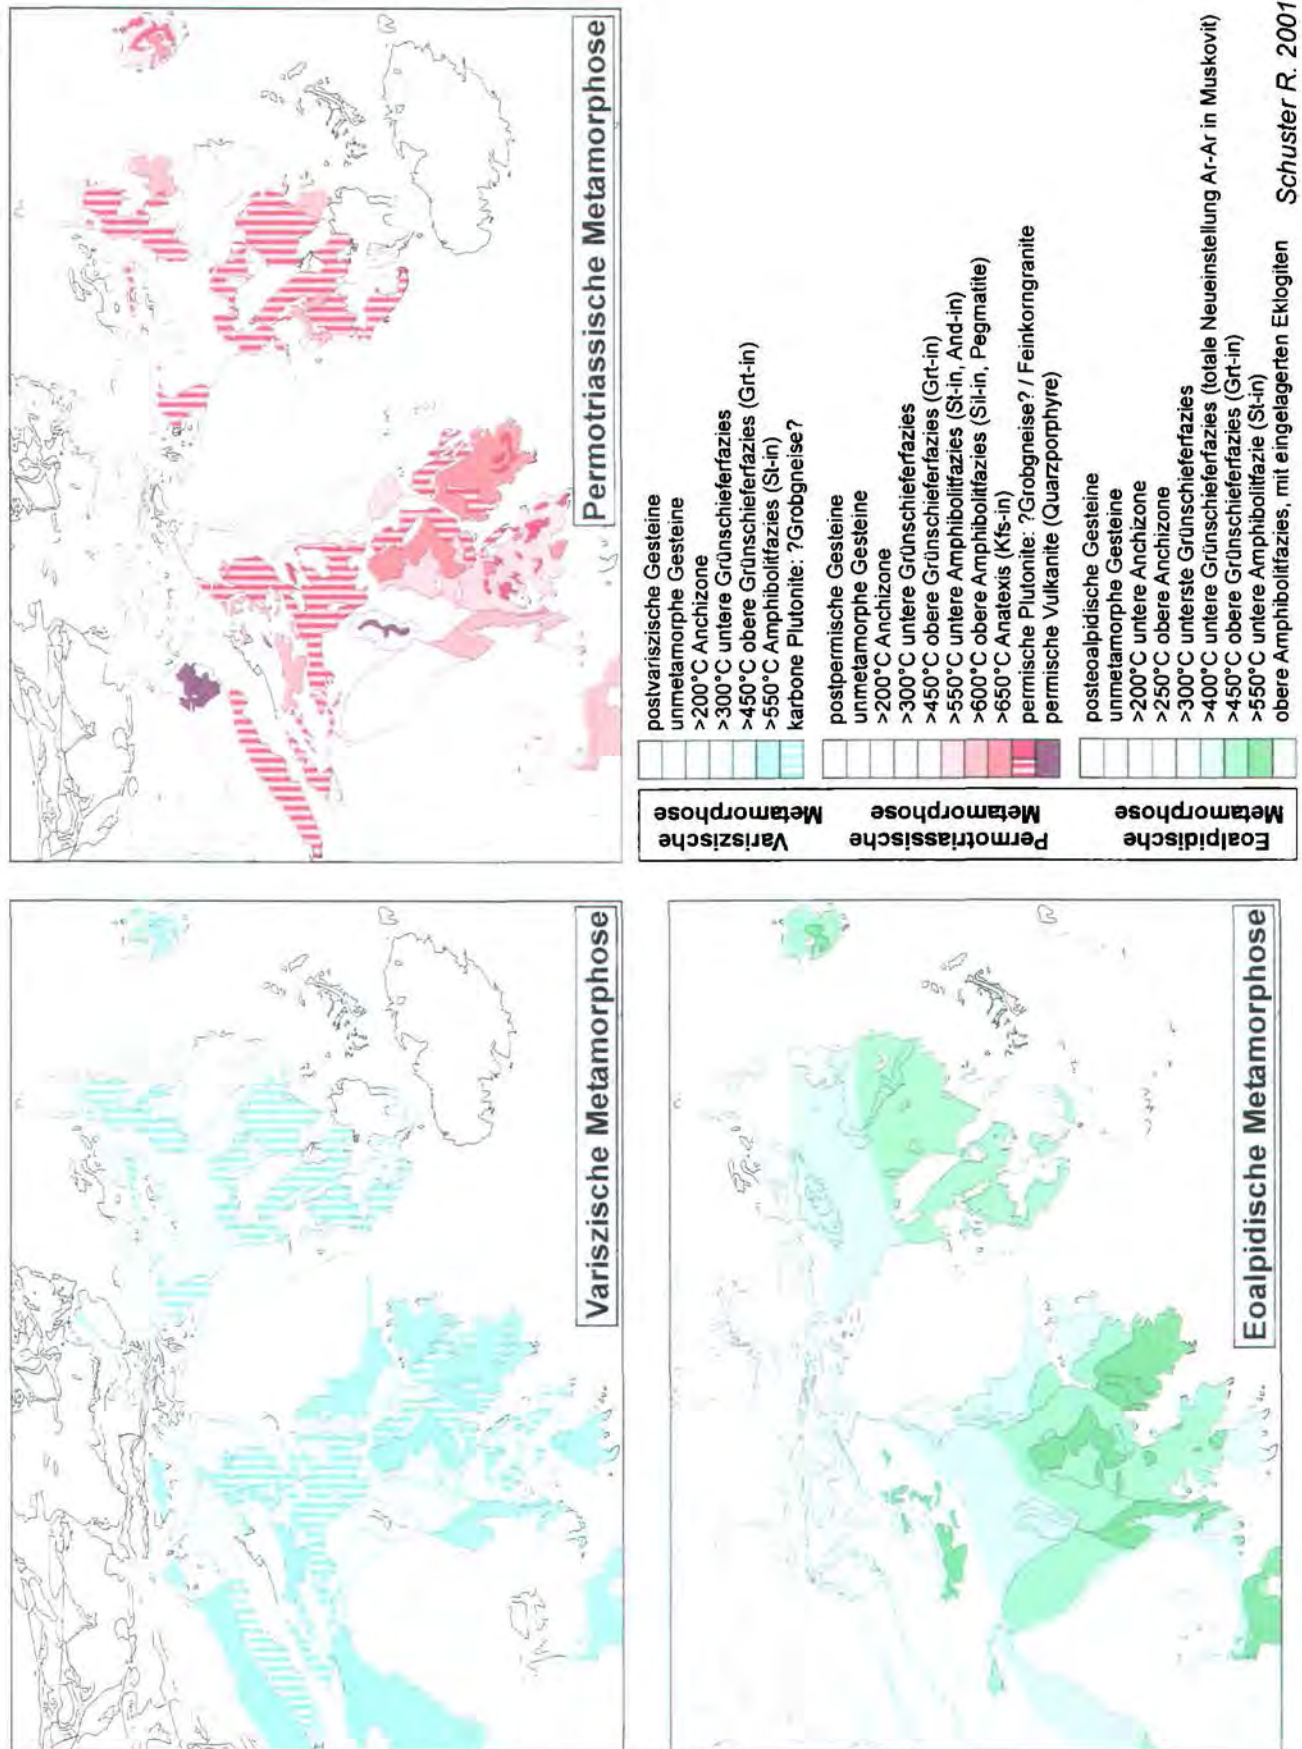 Variszische Metamorphose
Permotriassische Metamorphose
Eoalpidische Metamorphose
Variszische
Metamorphose
postvariszische Gesteine
unmetamorphe Gesteine
>200°C Anchizone
>300°C untere Grünschieferfazies
>450°C obere Grünschieferfazies (Grt-in)
>550°C Amphibolitfazies (St-in)
karbone Plutonite: ?Grobgneise?
Permotriassische
Metamorphose
postpermische Gesteine
unmetamorphe Gesteine
>200°C Anchizone
>300°C untere Grünschieferfazies
>450°C obere Grünschieferfazies (Grt-in)
>550°C untere Amphibolitfazies (St-in, And-in)
>600°C obere Amphibolitfazies (Sil-in, Pegmatite)
>650°C Anatexis (Kfs-in)
permische Plutonite: ?Grobgneise? / Feinkorngranite
permische Vulkanite (Quarzporphyre)
Eoalpidische
Metamorphose
posteoalpidische Gesteine
unmetamorphe Gesteine
>200°C untere Anchizone
>250°C obere Anchizone
>300°C unterste Grünschieferfazies
>400°C untere Grünschieferfazies (totale Neueinstellung Ar-Ar in Muskovit)
>450°C obere Grünschieferfazies (Grt-in)
>550°C untere Amphibolitfazie (St-in)
obere Amphibolitfazies, mit eingelagerten Eklogiten
Schuster R. 2001